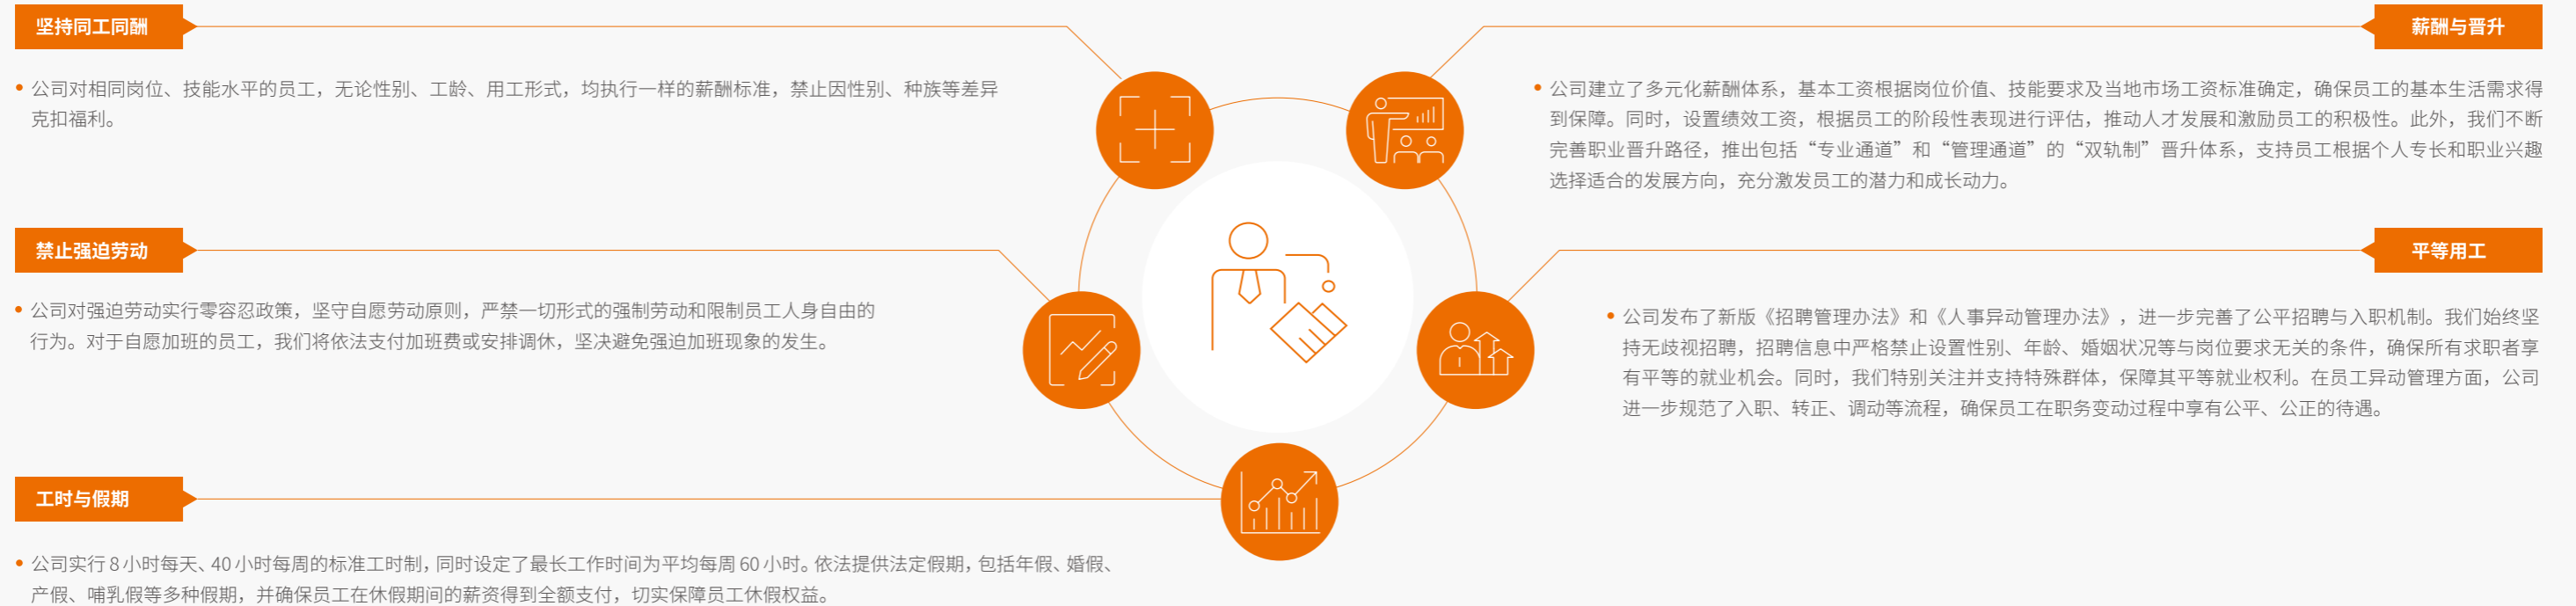 坚持同工同酬
公司对相同岗位、技能水平的员工，无论性别、工龄、用工形式，均执行一样的薪酬标准，禁止因性别、种族等差异
克扣福利。
禁止强迫劳动
公司对强迫劳动实行零容忍政策，坚守自愿劳动原则，严禁一切形式的强制劳动和限制员工人身自由的
行为。对于自愿加班的员工，我们将依法支付加班费或安排调休，坚决避免强迫加班现象的发生。
工时与假期
公司实行 8 小时每天、40 小时每周的标准工时制，同时设定了最长工作时间为平均每周 60 小时。依法提供法定假期，包括年假、婚假、
产假、哺乳假等多种假期，并确保员工在休假期间的薪资得到全额支付，切实保障员工休假权益。
薪酬与晋升
公司建立了多元化薪酬体系，基本工资根据岗位价值、技能要求及当地市场工资标准确定，确保员工的基本生活需求得
到保障。同时，设置绩效工资，根据员工的阶段性表现进行评估，推动人才发展和激励员工的积极性。此外，我们不断
完善职业晋升路径，推出包括“专业通道”和“管理通道”的“双轨制”晋升体系，支持员工根据个人专长和职业兴趣
选择适合的发展方向，充分激发员工的潜力和成长动力。
平等用工
公司发布了新版《招聘管理办法》和《人事异动管理办法》，进一步完善了公平招聘与入职机制。我们始终坚
持无歧视招聘，招聘信息中严格禁止设置性别、年龄、婚姻状况等与岗位要求无关的条件，确保所有求职者享
有平等的就业机会。同时，我们特别关注并支持特殊群体，保障其平等就业权利。在员工异动管理方面，公司
进一步规范了入职、转正、调动等流程，确保员工在职务变动过程中享有公平、公正的待遇。